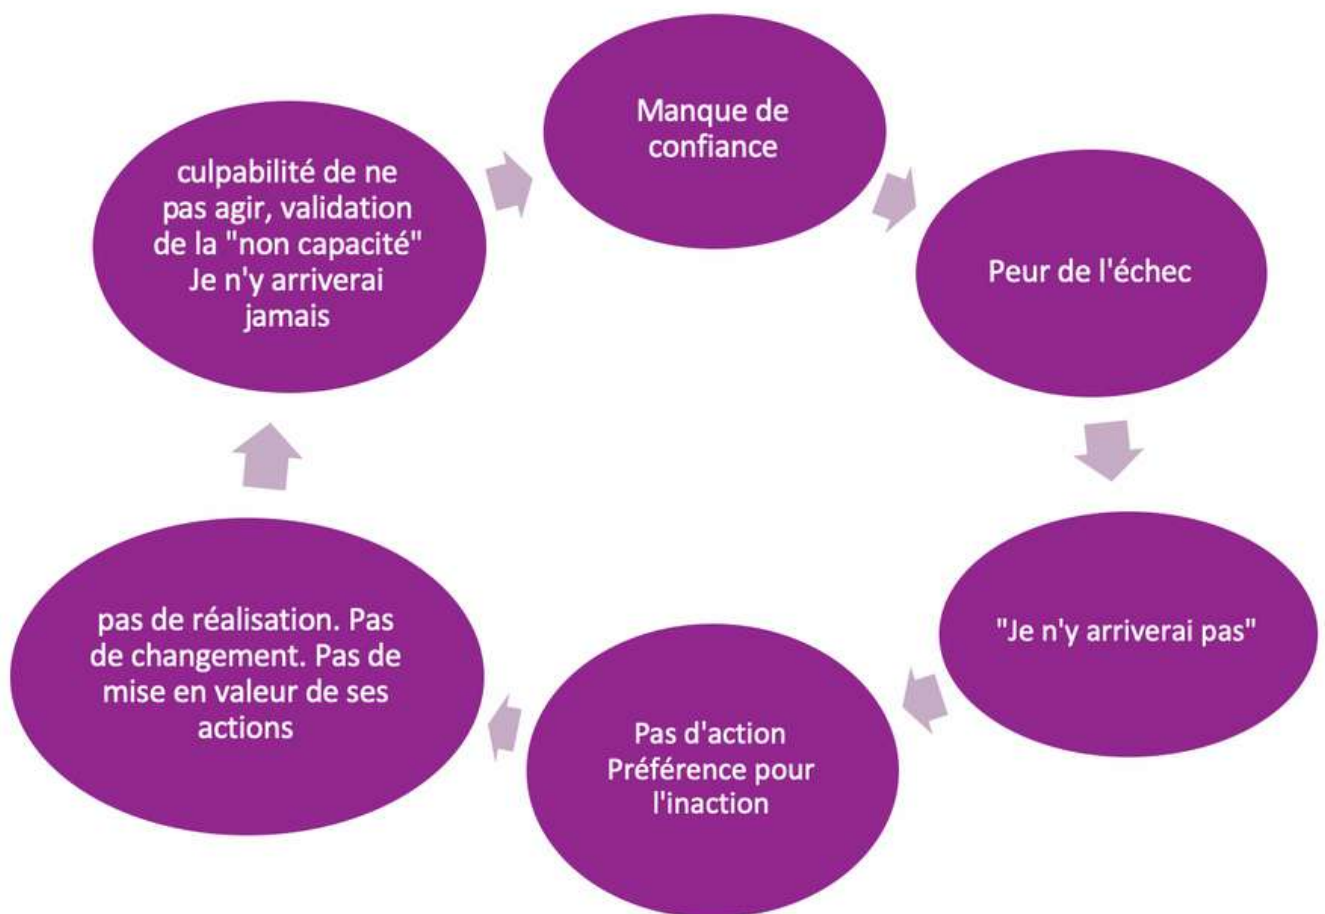 Manque de
confiance
Peur de l'échec
"Je n'y arriverai pas"
Pas d'action
Préférence pour
l'inaction
pas de réalisation. Pas
de changement. Pas de
mise en valeur de ses
actions
culpabilité de ne
pas agir, validation
de la "non capacité"
Je n'y arriverai
jamais